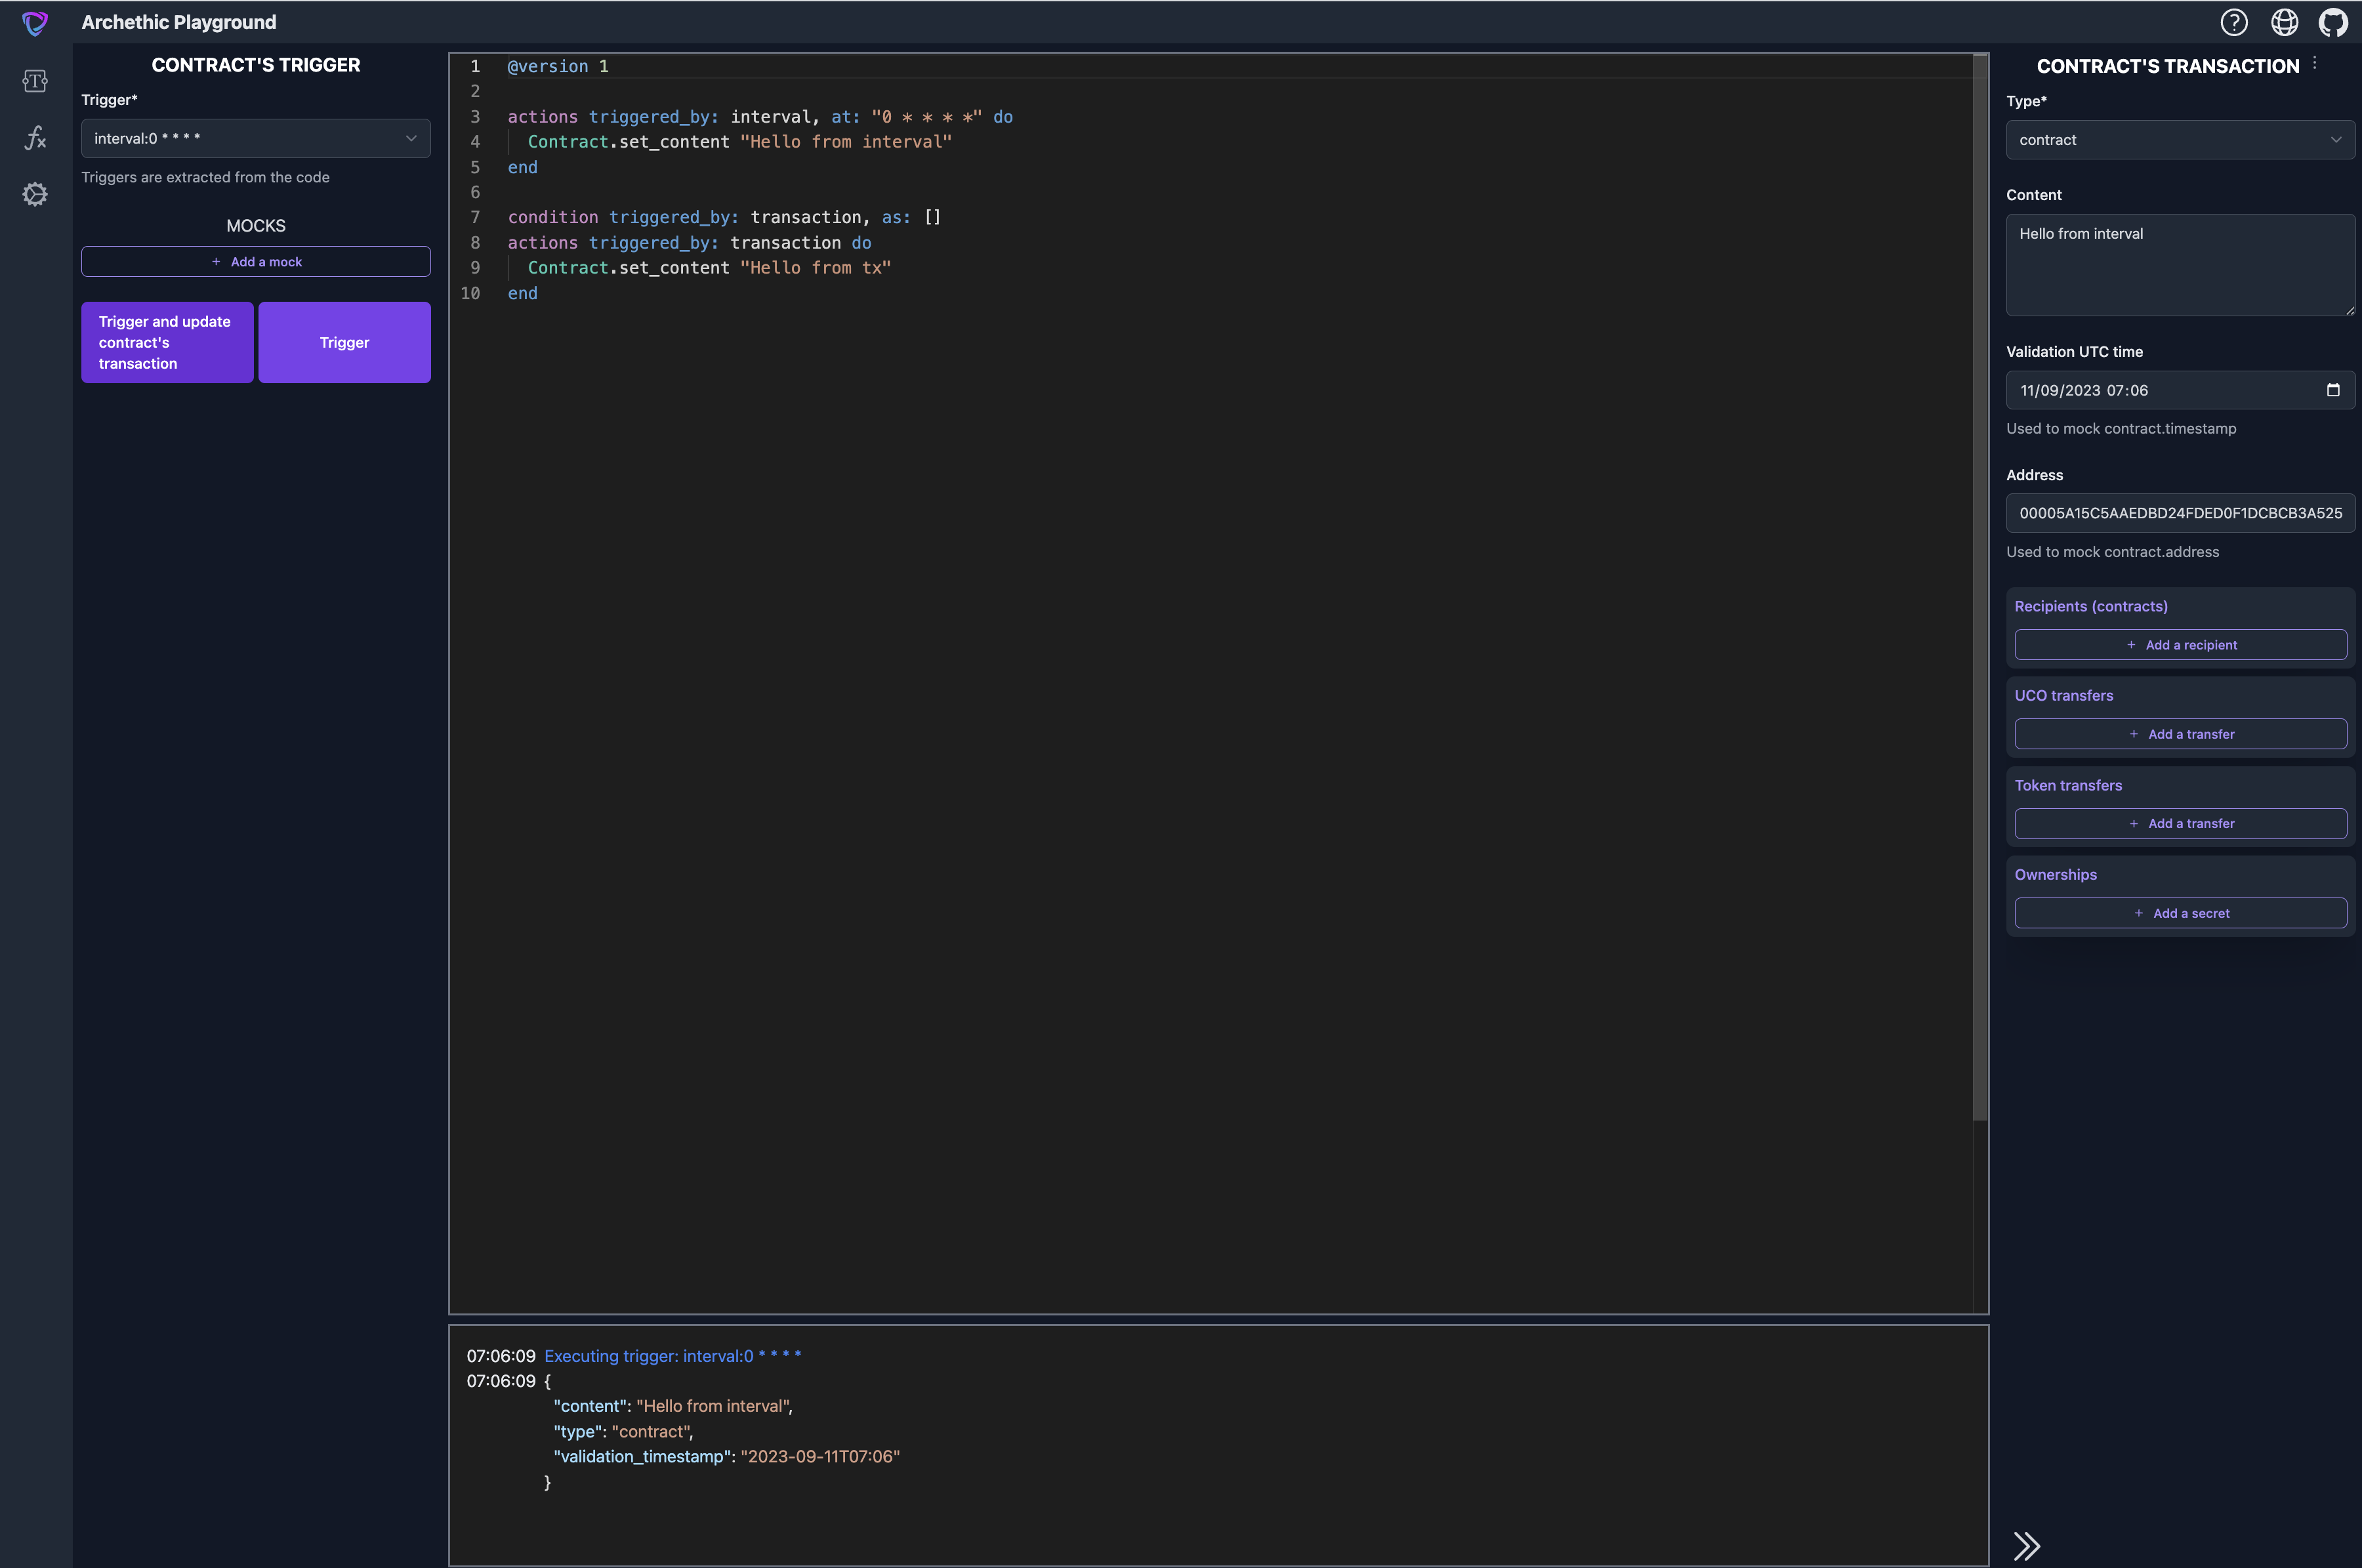 Archethic Playground
CONTRACT'S TRIGGER
Trigger*
interval:0 * * * *
Triggers are extracted from the code
MOCKS
+ Add a mock
Trigger and update
contract's
transaction
Trigger
1 @version 1
2
3 actions triggered_by: interval, at: "0 * * * *" do
4 Contract.set_content "Hello from interval"
5 end
6
7 condition triggered_by: transaction, as: []
8 actions triggered_by: transaction do
9 Contract.set_content "Hello from tx"
10 end
07:06:09 Executing trigger: interval:0 * * * *
07:06:09 {
"content": "Hello from interval",
"type": "contract",
"validation_timestamp": "2023-09-11T07:06"
}
CONTRACT'S TRANSACTION
Type*
contract
Content
Hello from interval
Validation UTC time
11/09/2023 07:06
Used to mock contract.timestamp
Address
00005A15C5AAEDBD24FDED0F1DCBCB3A525
Used to mock contract.address
Recipients (contracts)
+ Add a recipient
UCO transfers
+ Add a transfer
Token transfers
+ Add a transfer
Ownerships
+ Add a secret